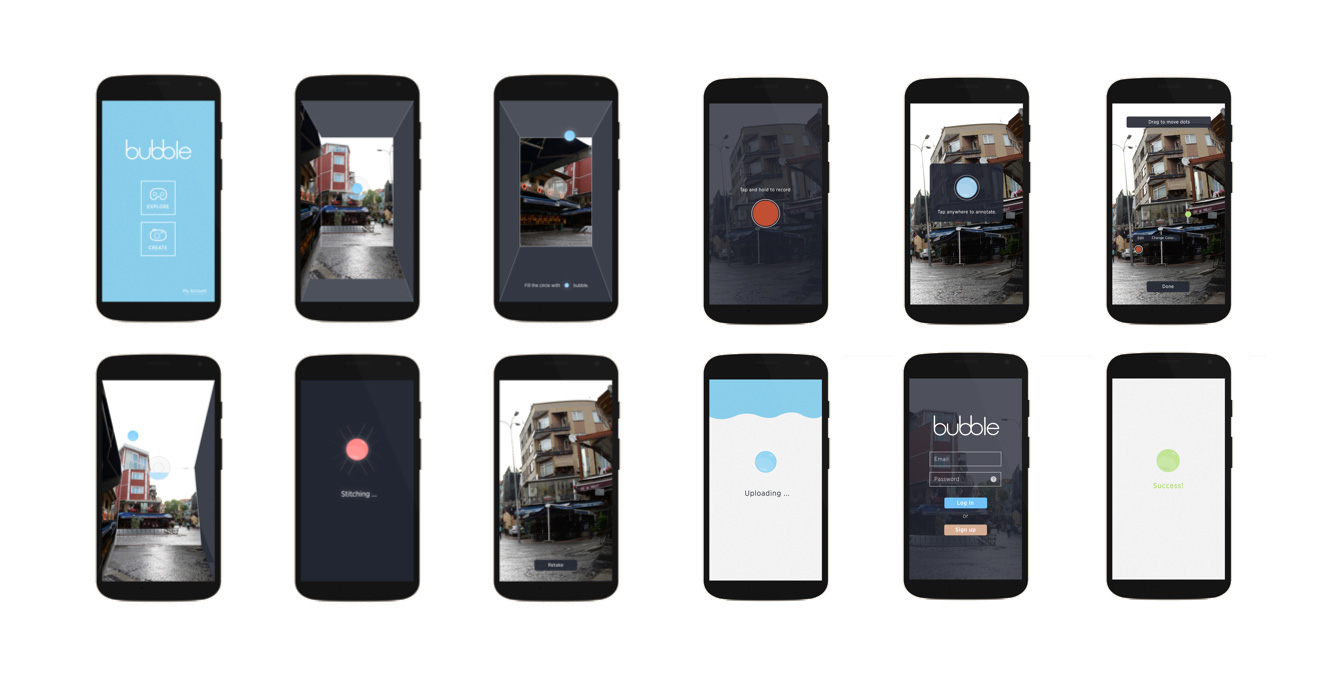 bubble
EXPLORE
CREATE
My Account
Fill the circle with bubble.
Tap and hold to record
Tap anywhere to annotate.
Drag to move dots
Edit Change Color...
Done
Stitching ...
Retake
Uploading ...
bubble
Email
Password ?
Log in
or
Sign up
Success!